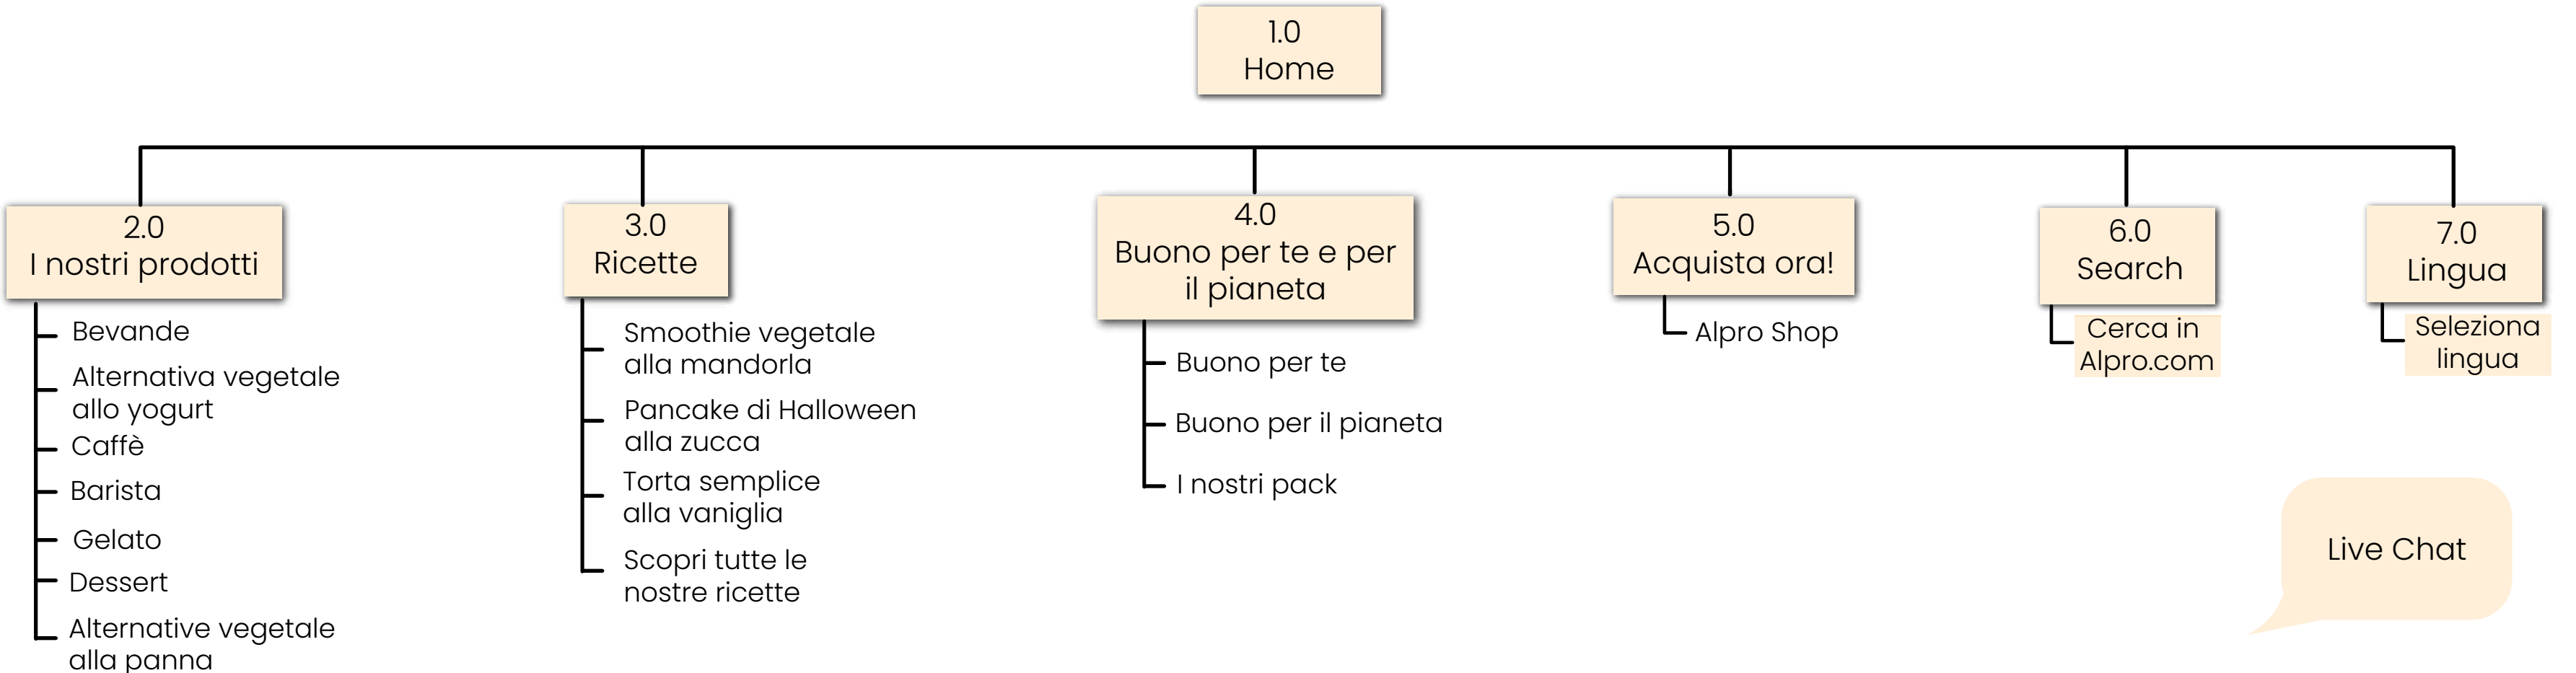 1.0
Home
2.0
I nostri prodotti
Bevande
Alternativa vegetale
allo yogurt
Caffè
Barista
Gelato
Dessert
Alternative vegetale
alla panna
3.0
Ricette
Smoothie vegetale
alla mandorla
Pancake di Halloween
alla zucca
Torta semplice
alla vaniglia
Scopri tutte le
nostre ricette
4.0
Buono per te e per
il pianeta
Buono per te
Buono per il pianeta
I nostri pack
5.0
Acquista ora!
Alpro Shop
6.0
Search
Cerca in
Alpro.com
7.0
Lingua
Seleziona
lingua
Live Chat